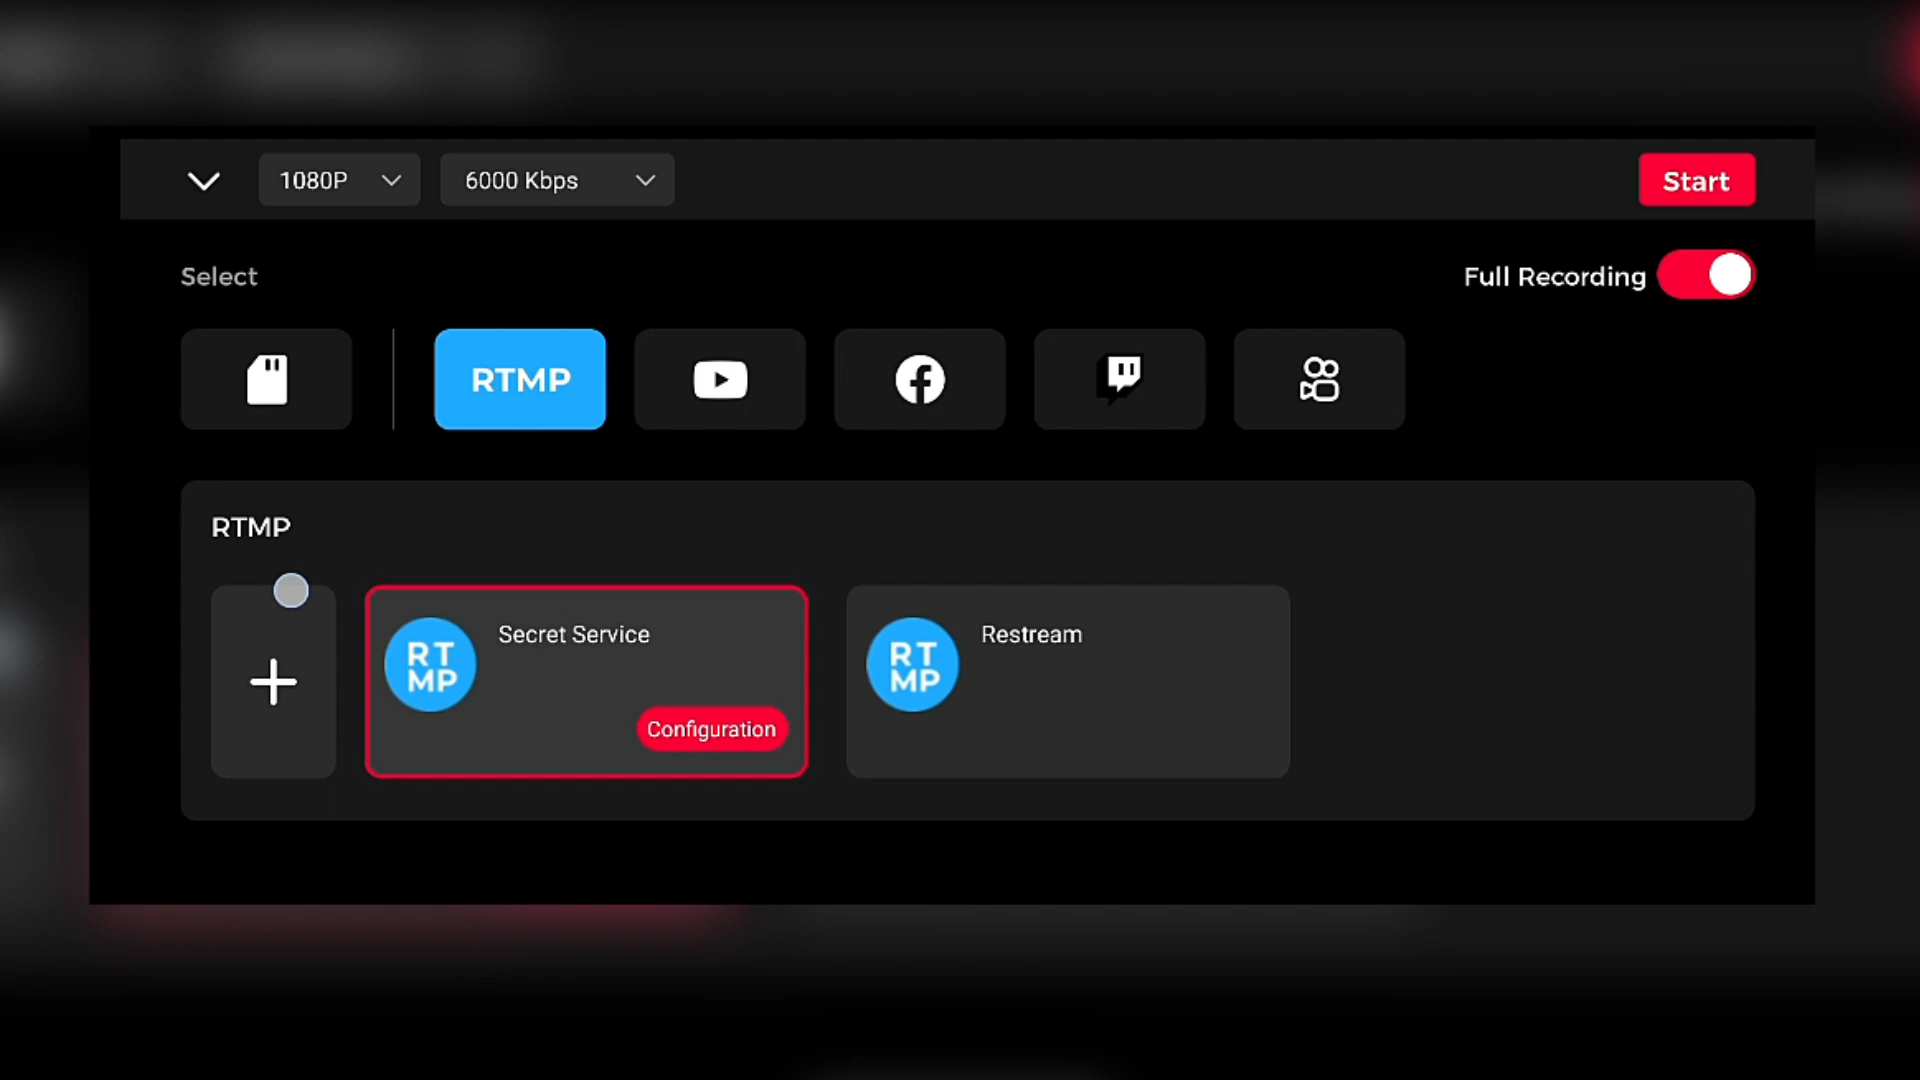 1080P
6000 Kbps
Start
Select
Full Recording
RTMP
RTMP
RT
MP
Secret Service
Configuration
RT
MP
Restream